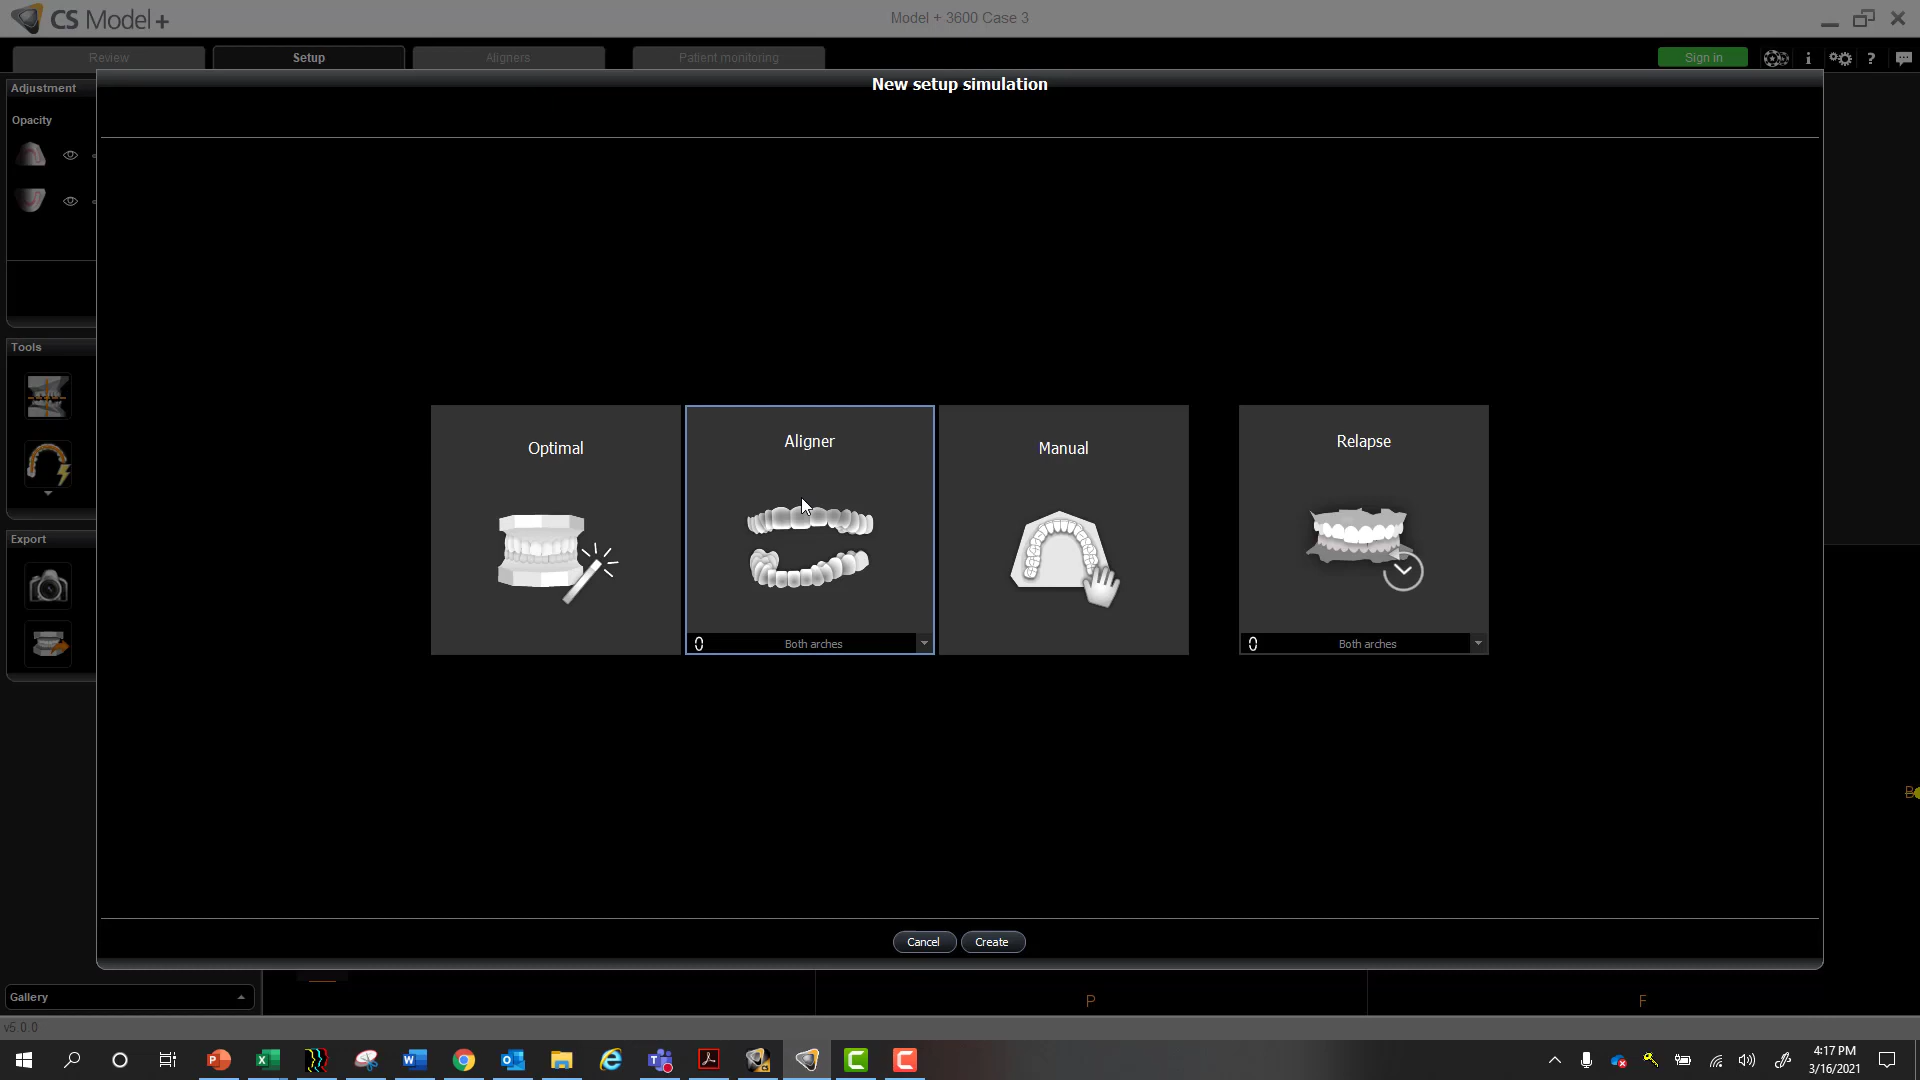 CS Model+
Model + 3600 Case 3
Review
Setup
Aligners
Patient monitoring
Sign in
i
?
New setup simulation
Adjustment
Opacity
Tools
Export
Optimal
Aligner
0 Both arches
Manual
Relapse
0 Both arches
Cancel
Create
Gallery
P
F
v5.0.0
4:17 PM
3/16/2021